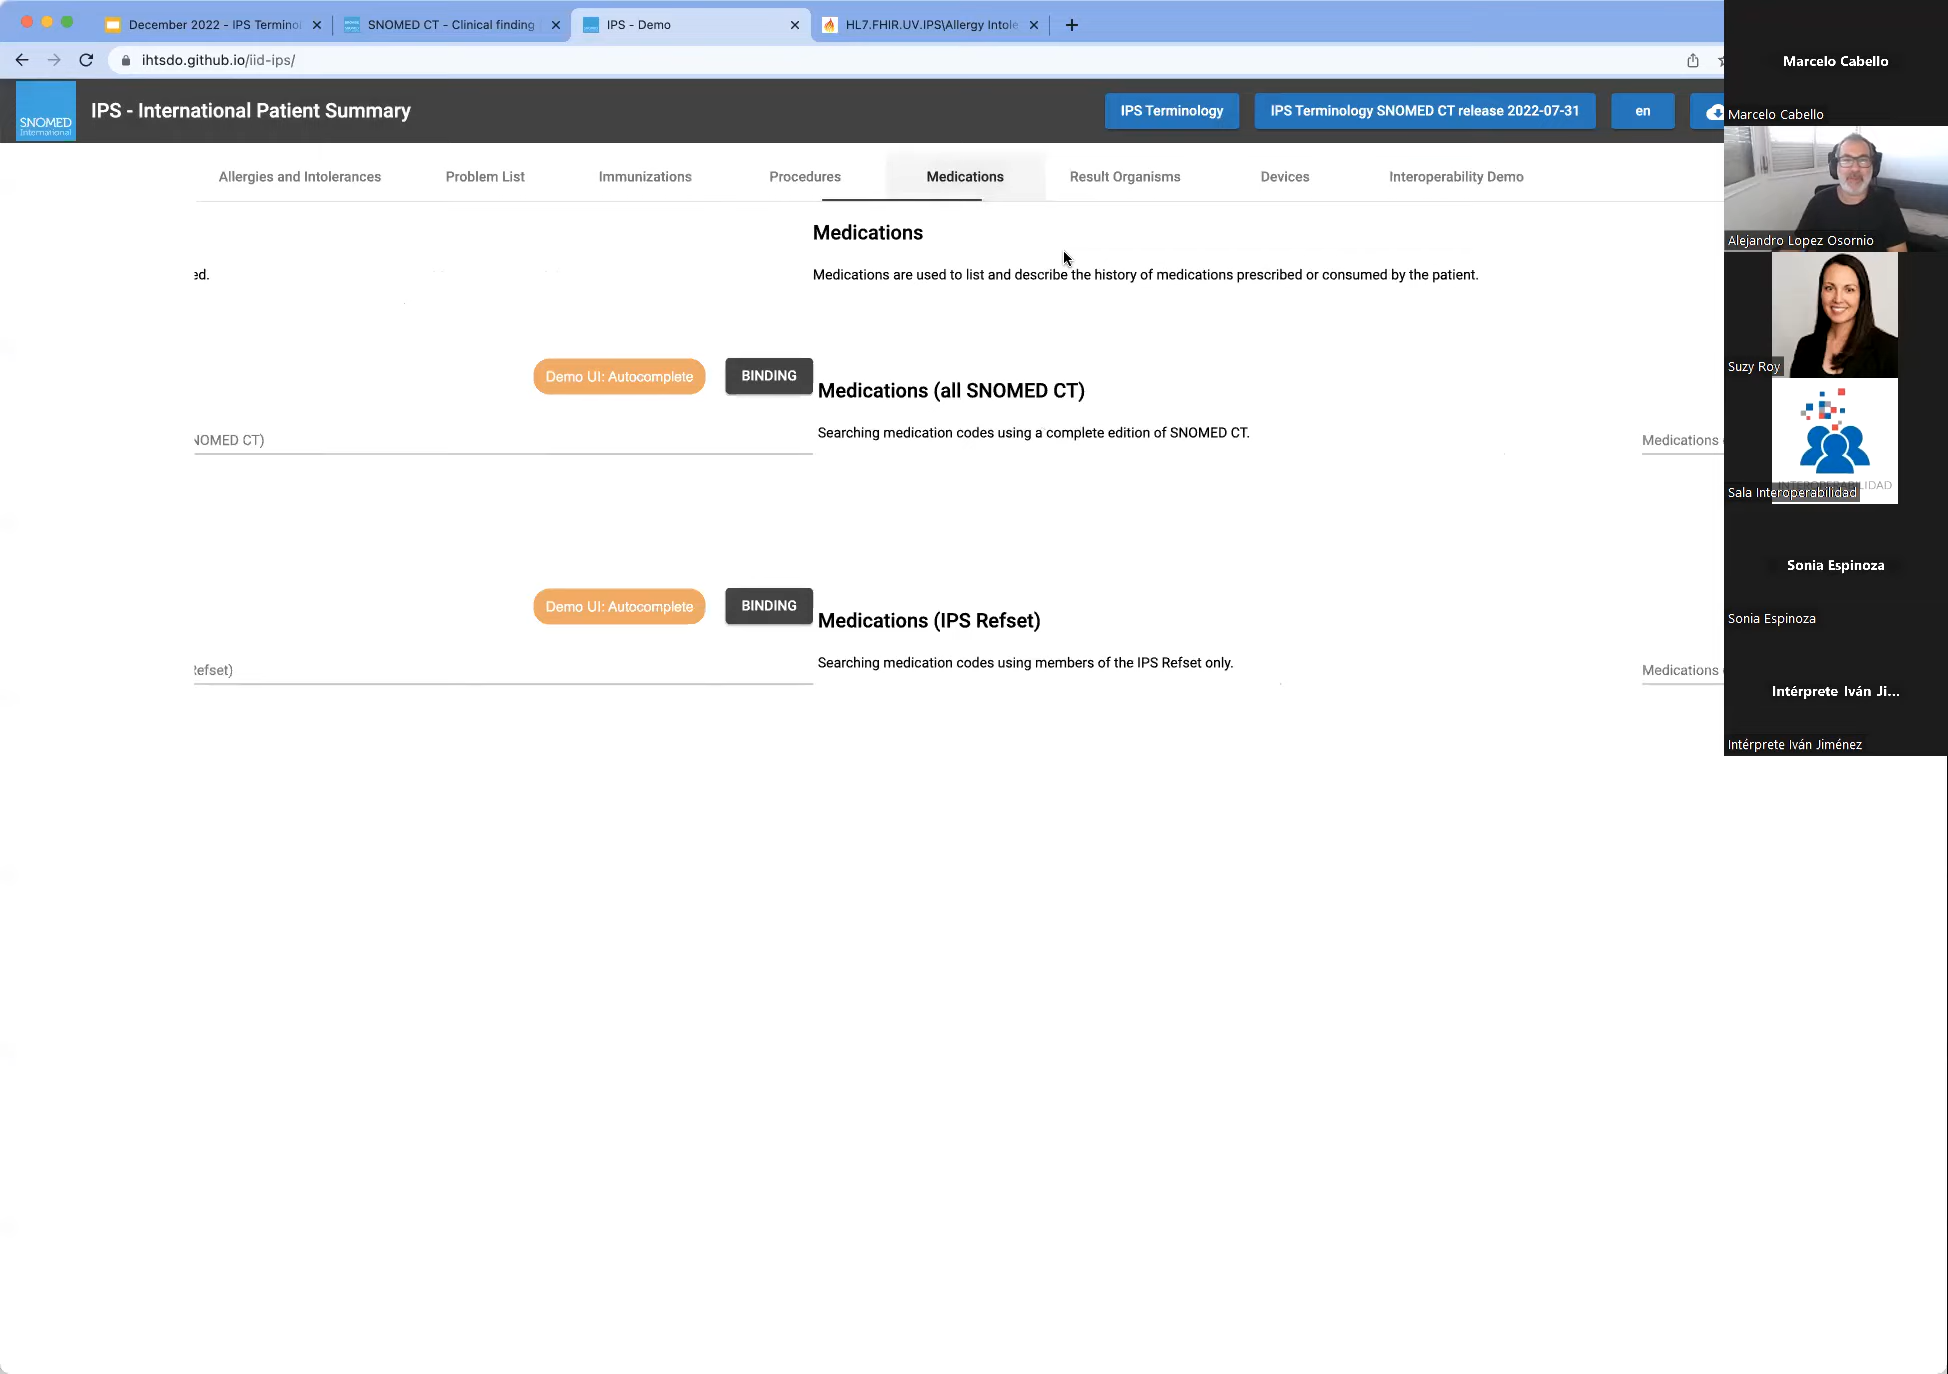 December 2022 - IPS Termino
SNOMED CT - Clinical finding
IPS - Demo
HL7.FHIR.UV.IPS\Allergy Intole
ihtsdo.github.io/iid-ips/
SNOMED
International
IPS - International Patient Summary
IPS Terminology
IPS Terminology SNOMED CT release 2022-07-31
en
Allergies and Intolerances
Problem List
Immunizations
Procedures
Medications
Result Organisms
Devices
Interoperability Demo
Medications
ed.
Medications are used to list and describe the history of medications prescribed or consumed by the patient.
Demo UI: Autocomplete
BINDING
Medications (all SNOMED CT)
NOMED CT)
Searching medication codes using a complete edition of SNOMED CT.
Medications
Demo UI: Autocomplete
BINDING
Medications (IPS Refset)
Refset)
Searching medication codes using members of the IPS Refset only.
Medications
Marcelo Cabello
Marcelo Cabello
Alejandro Lopez Osornio
Suzy Roy
INTEROPERABILIDAD
Sala Interoperabilidad
Sonia Espinoza
Sonia Espinoza
Intérprete Iván Ji...
Intérprete Iván Jiménez